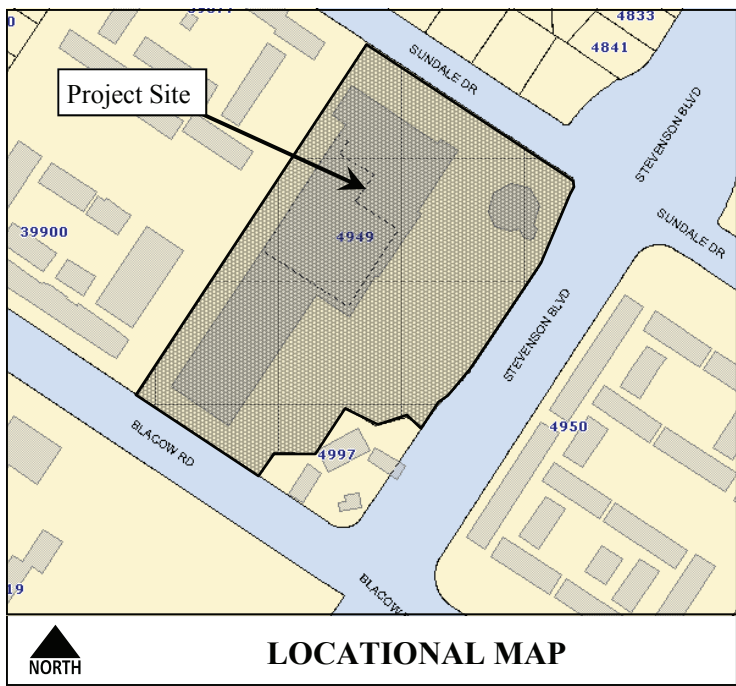 4833
4841
SUNDALE DR
STEVENSON BLVD
Project Site
SUNDALE DR
39900
4949
STEVENSON BLVD
BLACOW RD
4950
4997
BLACOW
19
NORTH
LOCATIONAL MAP